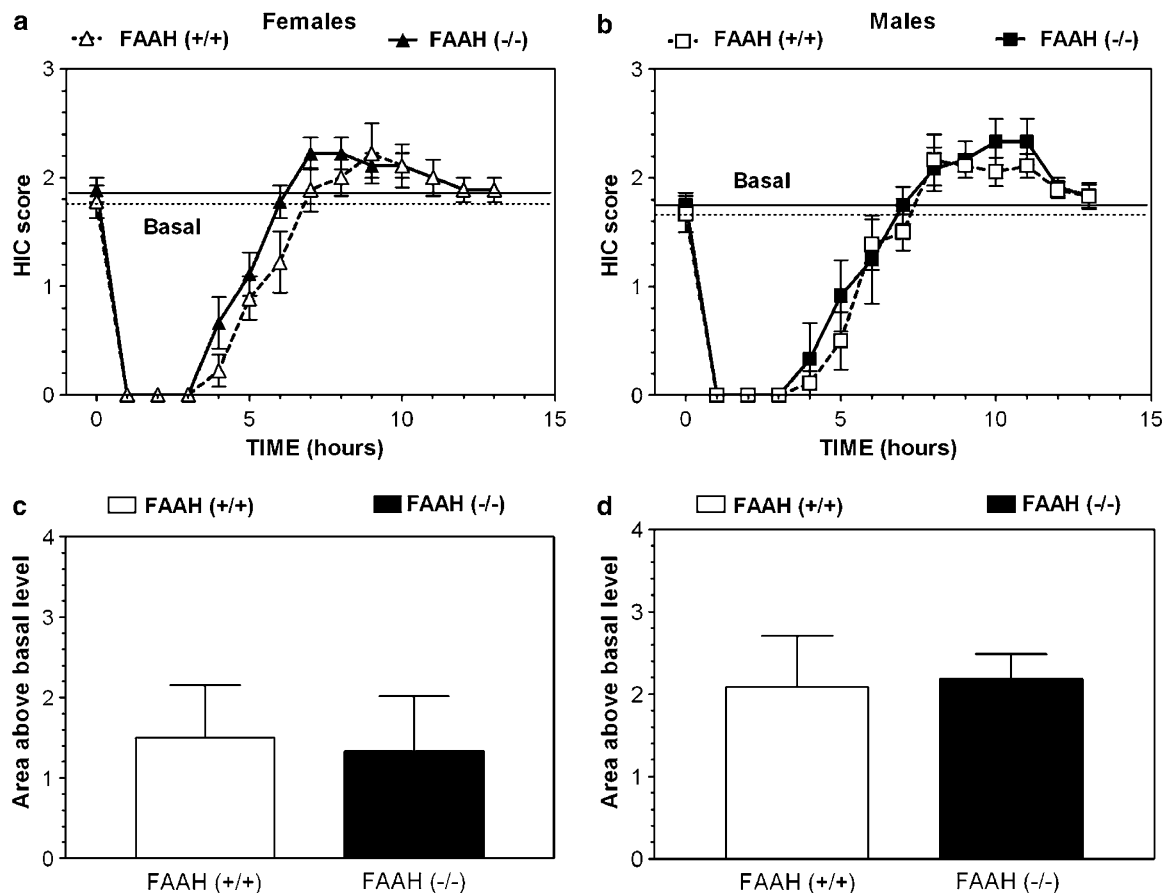 a Females
FAAH (+/+) FAAH (-/-)
3
2
1
0
HIC score
Basal
0 5 10 15
TIME (hours)
b Males
FAAH (+/+) FAAH (-/-)
3
2
1
0
HIC score
Basal
0 5 10 15
TIME (hours)
c FAAH (+/+) FAAH (-/-)
4
3
2
1
0
Area above basal level
FAAH (+/+) FAAH (-/-)
d FAAH (+/+) FAAH (-/-)
4
3
2
1
0
Area above basal level
FAAH (+/+) FAAH (-/-)